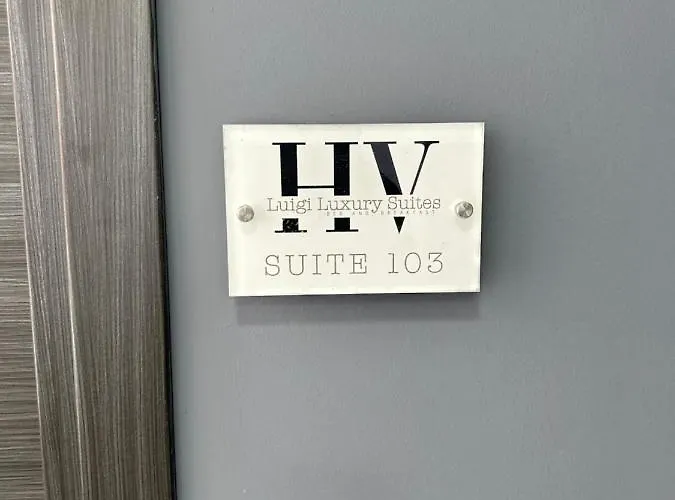 HV
Luigi Luxury Suites
BED AND BREAKFAST
SUITE 103